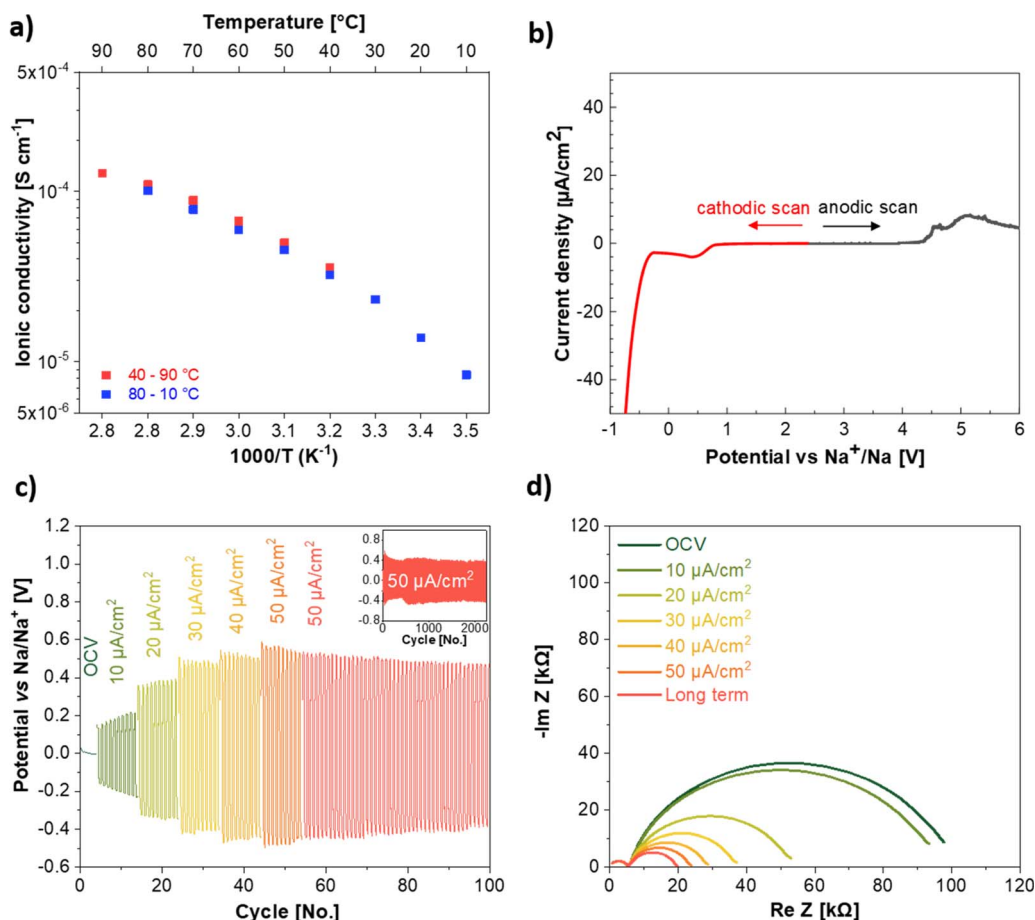 a)
Temperature [°C]
90 80 70 60 50 40 30 20 10
5x10⁻⁴
10⁻⁴
10⁻⁵
5x10⁻⁶
Ionic conductivity [S cm⁻¹]
40 - 90 °C
80 - 10 °C
2.8 2.8 2.9 3.0 3.1 3.2 3.3 3.4 3.5
1000/T (K⁻¹)
b)
40
20
0
-20
-40
Current density [µA/cm²]
cathodic scan
anodic scan
-1 0 1 2 3 4 5 6
Potential vs Na⁺/Na [V]
c)
1.2
1.0
0.8
0.6
0.4
0.2
0.0
-0.2
-0.4
-0.6
Potential vs Na/Na⁺ [V]
OCV
10 µA/cm²
20 µA/cm²
30 µA/cm²
40 µA/cm²
50 µA/cm²
50 µA/cm²
0.8
0.4
0.0
-0.4
-0.8
50 µA/cm²
0 1000 2000
Cycle [No.]
0 20 40 60 80 100
Cycle [No.]
d)
120
100
80
60
40
20
0
-Im Z [kΩ]
OCV
10 µA/cm²
20 µA/cm²
30 µA/cm²
40 µA/cm²
50 µA/cm²
Long term
0 20 40 60 80 100 120
Re Z [kΩ]